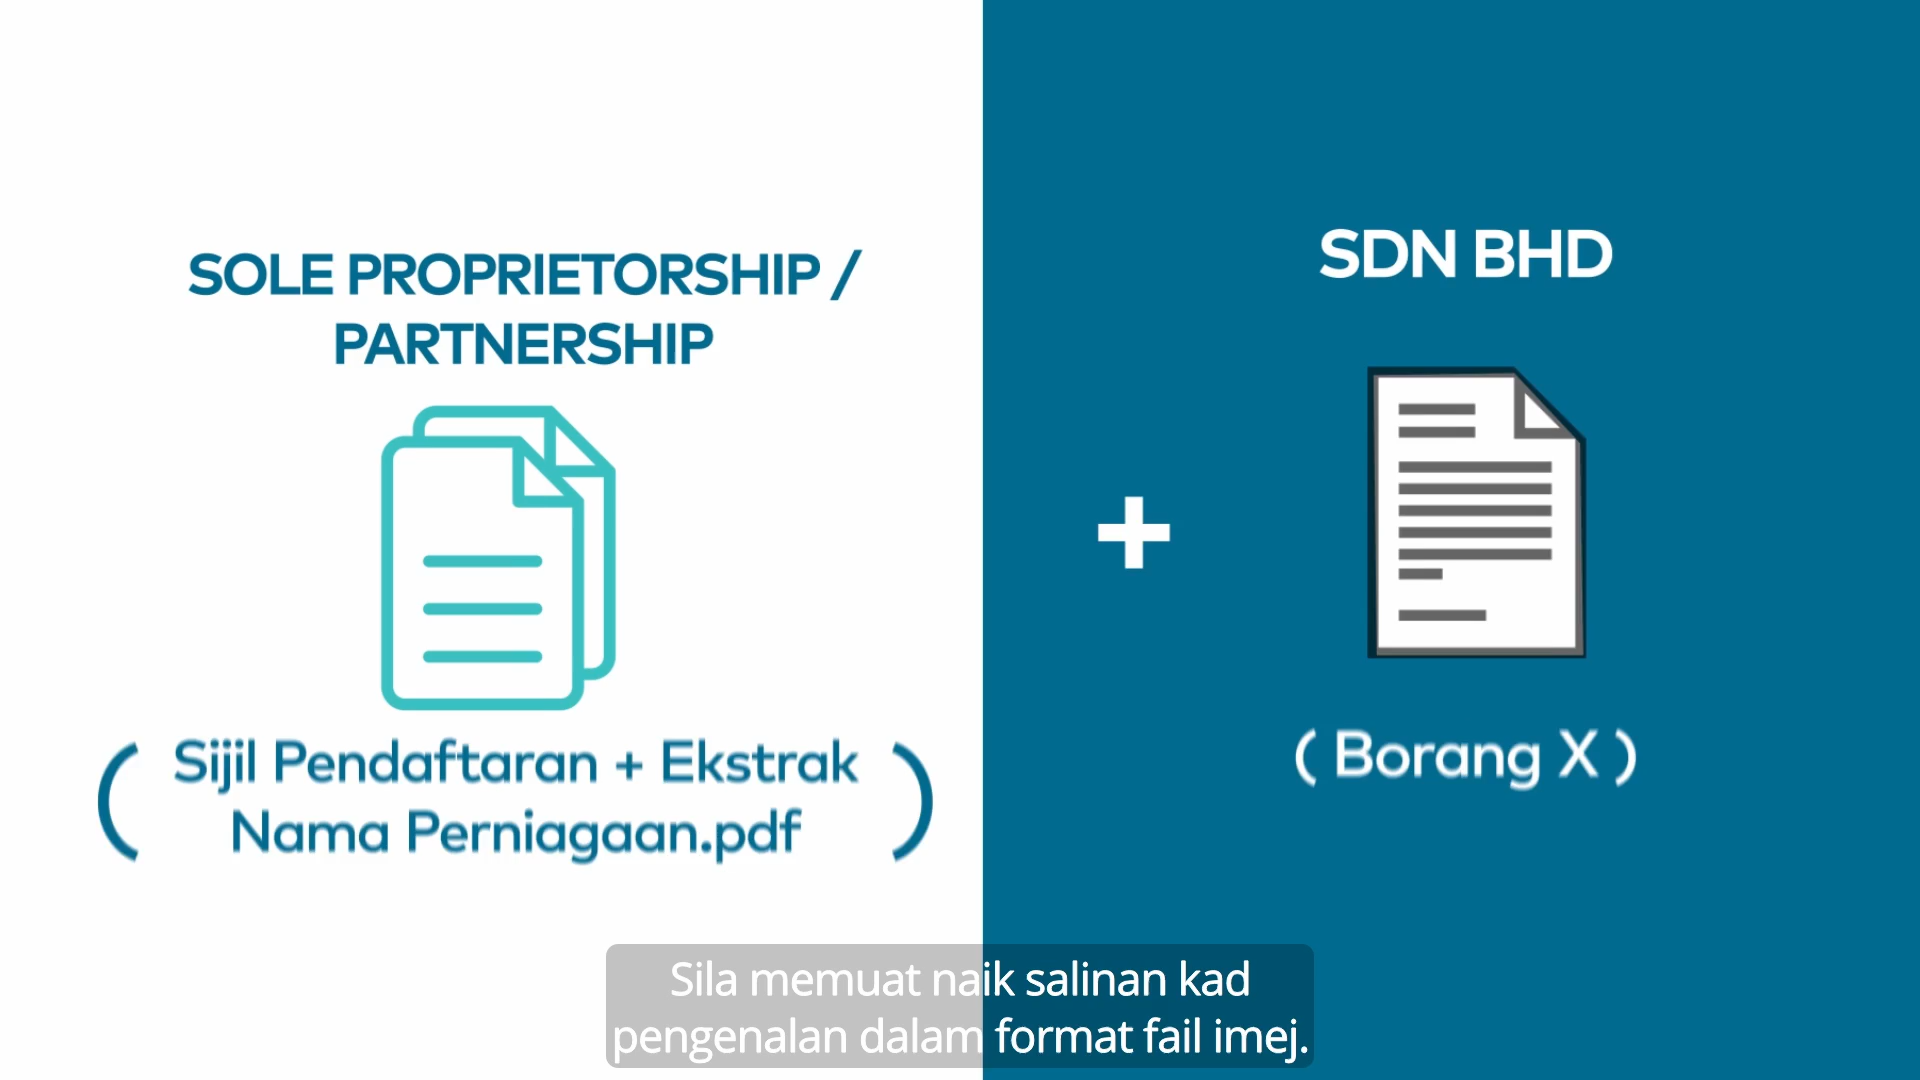 SOLE PROPRIETORSHIP /
PARTNERSHIP
( Sijil Pendaftaran + Ekstrak
Nama Perniagaan.pdf )
+
SDN BHD
( Borang X )
Sila memuat naik salinan kad
pengenalan dalam format fail imej.